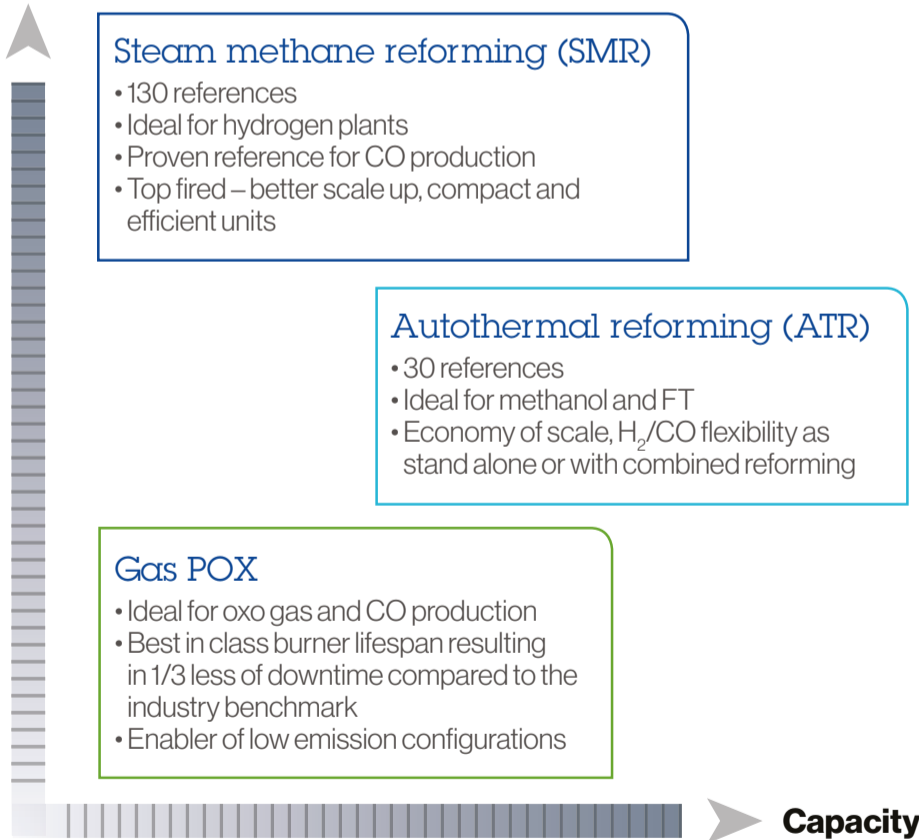 Steam methane reforming (SMR)
• 130 references
• Ideal for hydrogen plants
• Proven reference for CO production
• Top fired – better scale up, compact and
efficient units
Autothermal reforming (ATR)
• 30 references
• Ideal for methanol and FT
• Economy of scale, H₂/CO flexibility as
stand alone or with combined reforming
Gas POX
• Ideal for oxo gas and CO production
• Best in class burner lifespan resulting
in 1/3 less of downtime compared to the
industry benchmark
• Enabler of low emission configurations
Capacity